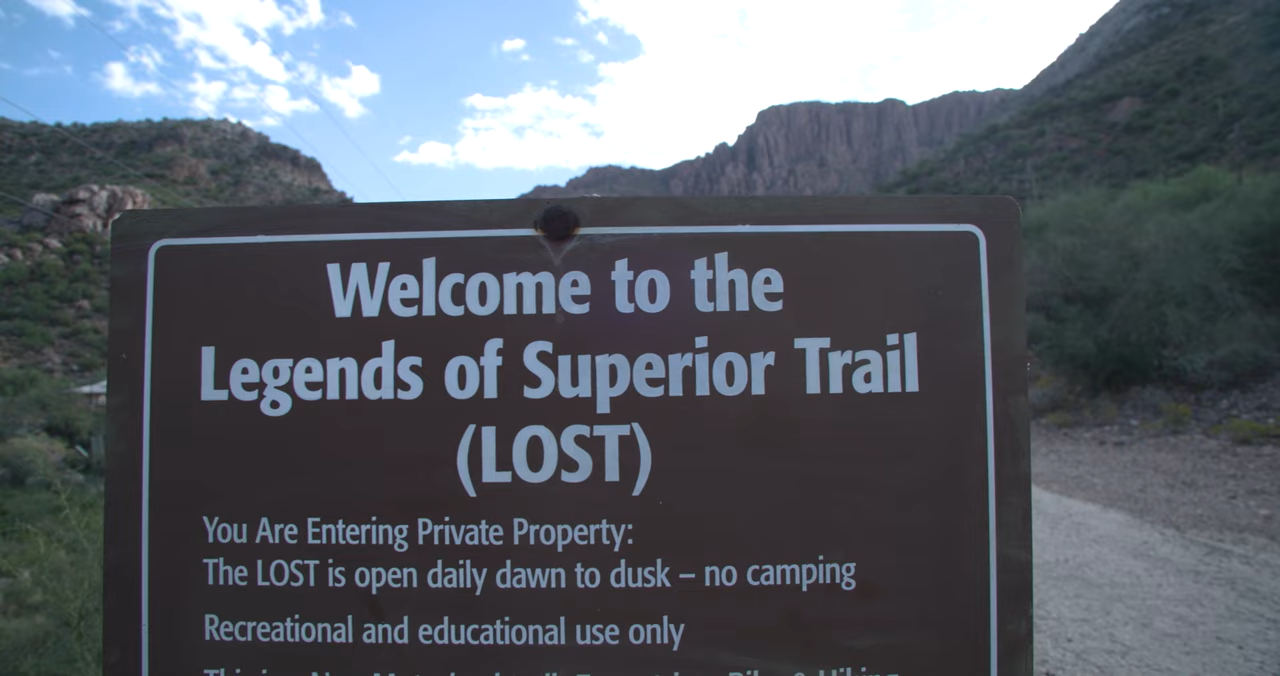 Welcome to the
Legends of Superior Trail
(LOST)
You Are Entering Private Property:
The LOST is open daily dawn to dusk – no camping
Recreational and educational use only